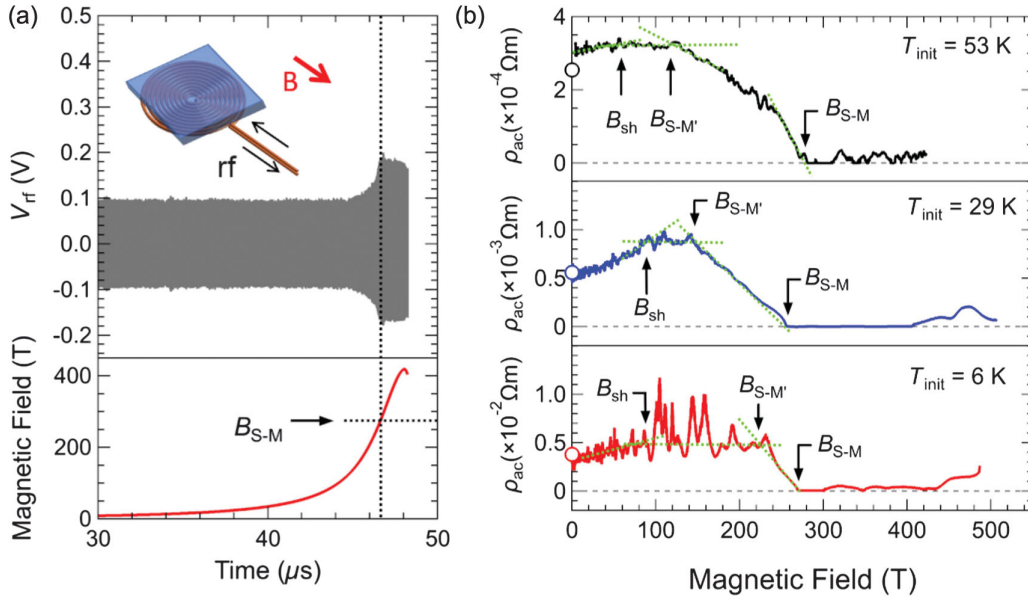 (a)
0.5
0.4
0.3
0.2
0.1
0.0
-0.1
-0.2
V_rf (V)
B
rf
400
200
0
Magnetic Field (T)
B_S-M
30
40
50
Time (μs)
(b)
T_init = 53 K
4
2
0
ρ_ac(×10⁻⁴ Ωm)
B_sh
B_S-M'
B_S-M
T_init = 29 K
1.0
0.5
0
ρ_ac(×10⁻³ Ωm)
B_S-M'
B_sh
B_S-M
T_init = 6 K
1.0
0.5
0
ρ_ac(×10⁻² Ωm)
B_sh
B_S-M'
B_S-M
0
100
200
300
400
500
Magnetic Field (T)